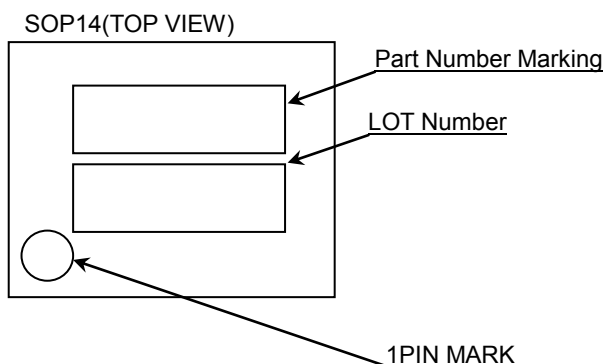 SOP14(TOP VIEW)
Part Number Marking
LOT Number
1PIN MARK